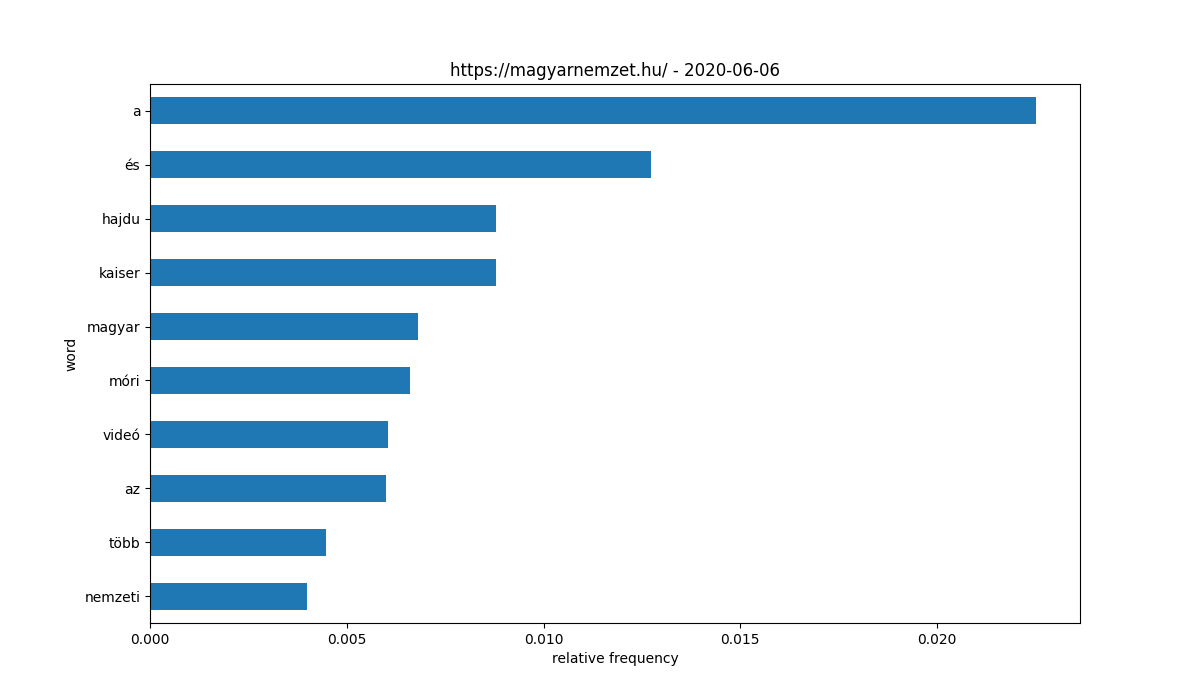 https://magyarnemzet.hu/ - 2020-06-06
a
és
hajdu
kaiser
magyar
móri
videó
az
több
nemzeti
word
0.000 0.005 0.010 0.015 0.020
relative frequency